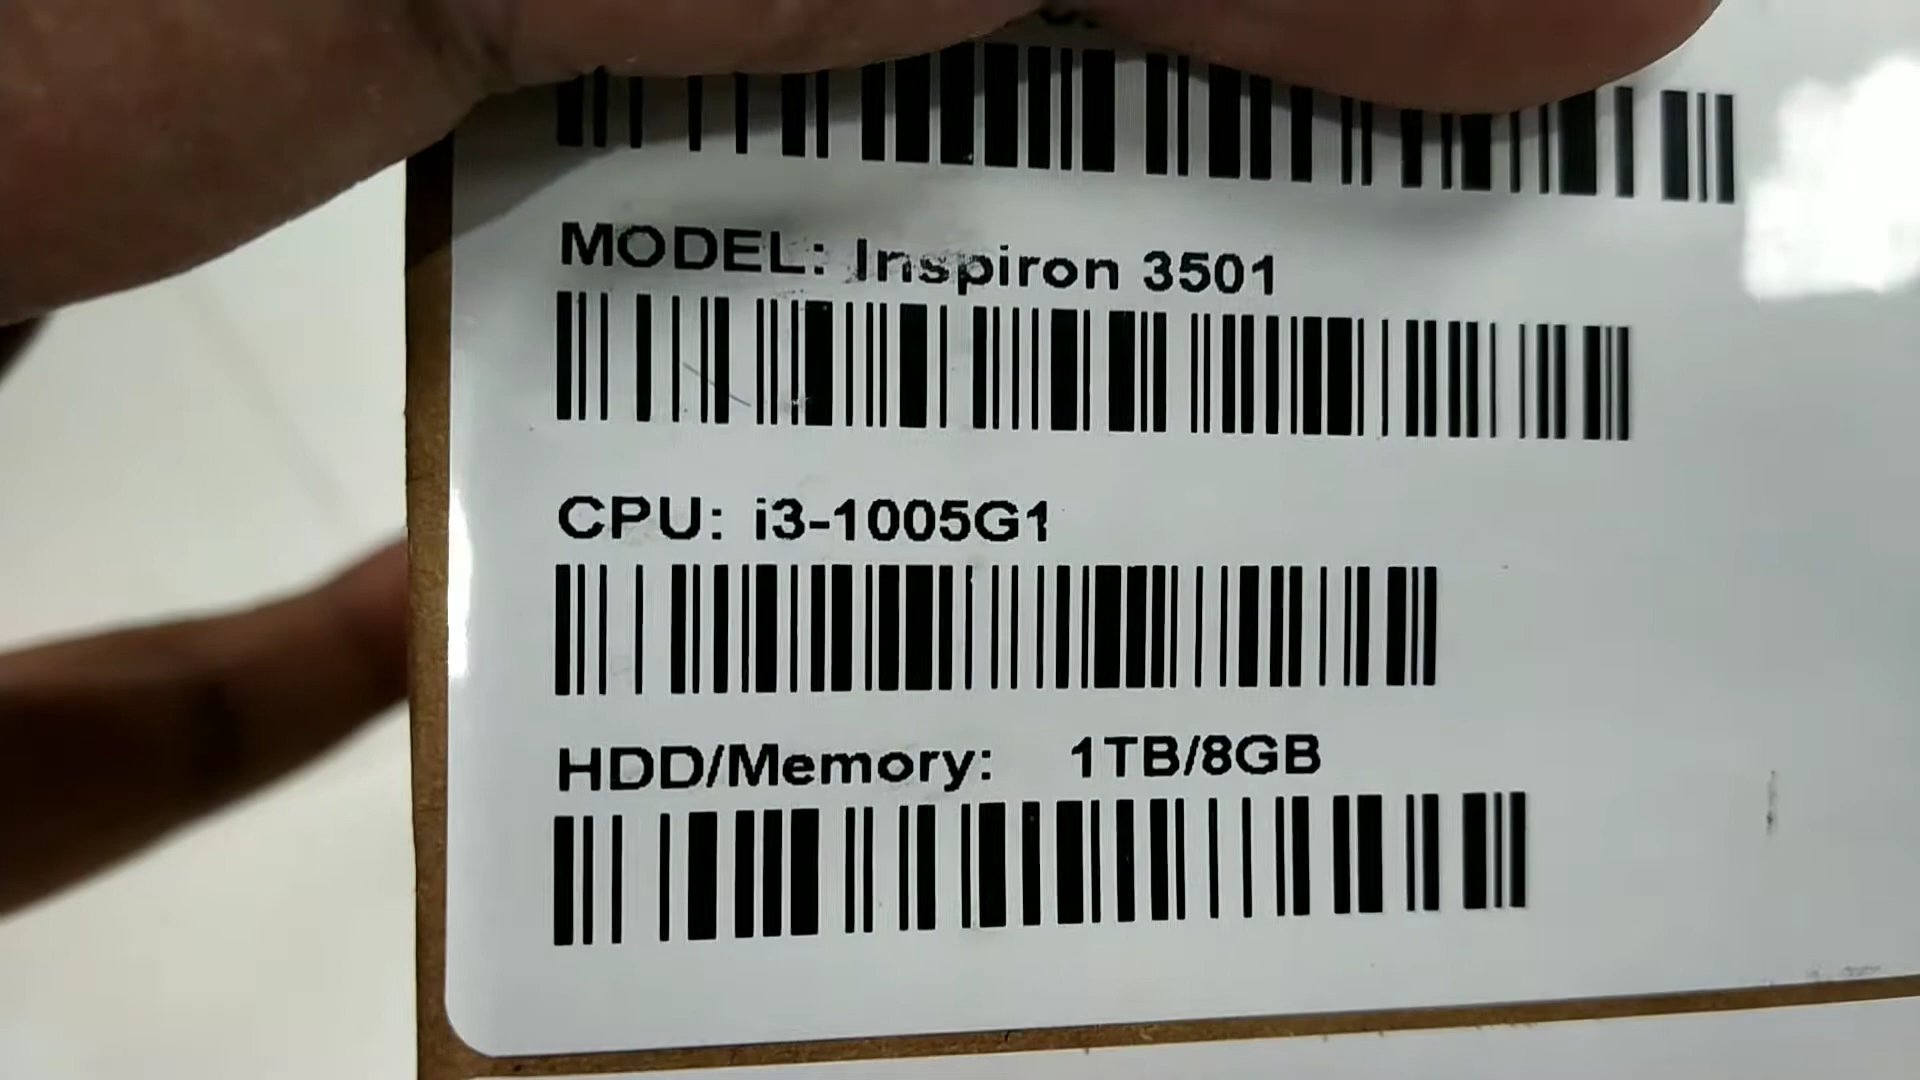 MODEL: Inspiron 3501
CPU: i3-1005G1
HDD/Memory: 1TB/8GB